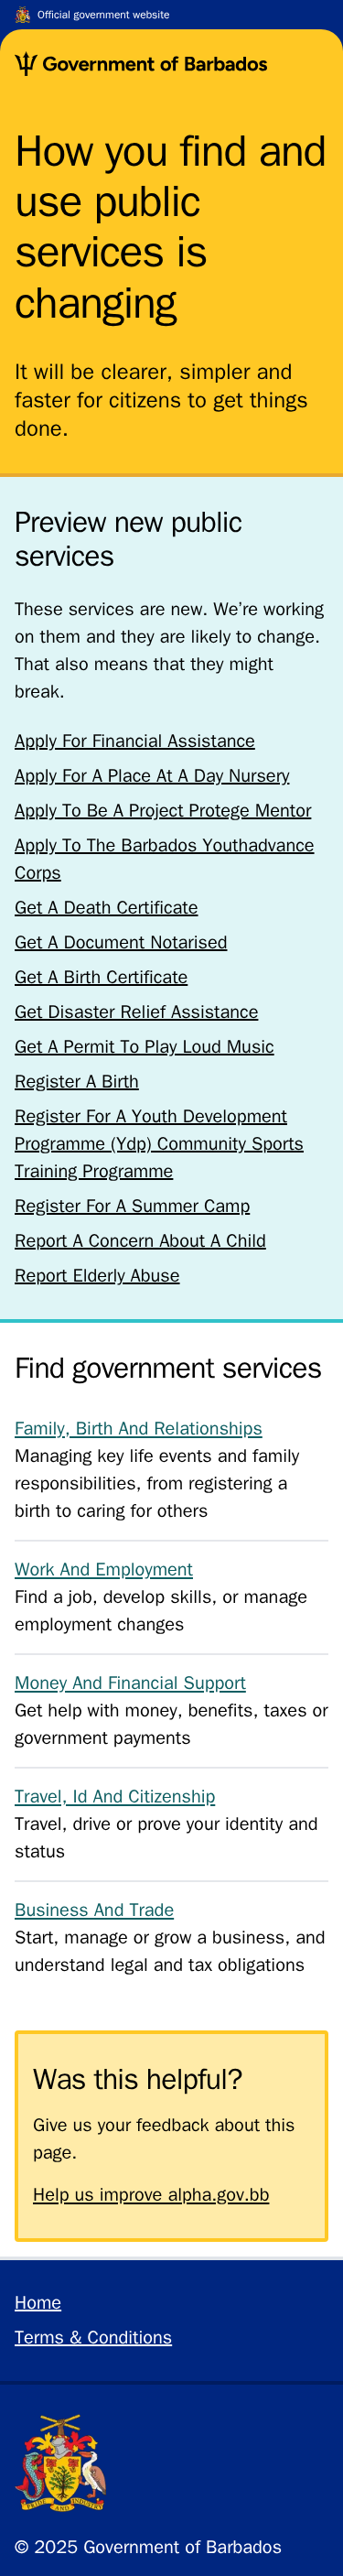 Official government website
Government of Barbados
How you find and
use public
services is
changing
It will be clearer, simpler and
faster for citizens to get things
done.
Preview new public
services
These services are new. We’re working
on them and they are likely to change.
That also means that they might
break.
Apply For Financial Assistance
Apply For A Place At A Day Nursery
Apply To Be A Project Protege Mentor
Apply To The Barbados Youthadvance
Corps
Get A Death Certificate
Get A Document Notarised
Get A Birth Certificate
Get Disaster Relief Assistance
Get A Permit To Play Loud Music
Register A Birth
Register For A Youth Development
Programme (Ydp) Community Sports
Training Programme
Register For A Summer Camp
Report A Concern About A Child
Report Elderly Abuse
Find government services
Family, Birth And Relationships
Managing key life events and family
responsibilities, from registering a
birth to caring for others
Work And Employment
Find a job, develop skills, or manage
employment changes
Money And Financial Support
Get help with money, benefits, taxes or
government payments
Travel, Id And Citizenship
Travel, drive or prove your identity and
status
Business And Trade
Start, manage or grow a business, and
understand legal and tax obligations
Was this helpful?
Give us your feedback about this
page.
Help us improve alpha.gov.bb
Home
Terms & Conditions
PRIDE AND INDUSTRY
© 2025 Government of Barbados